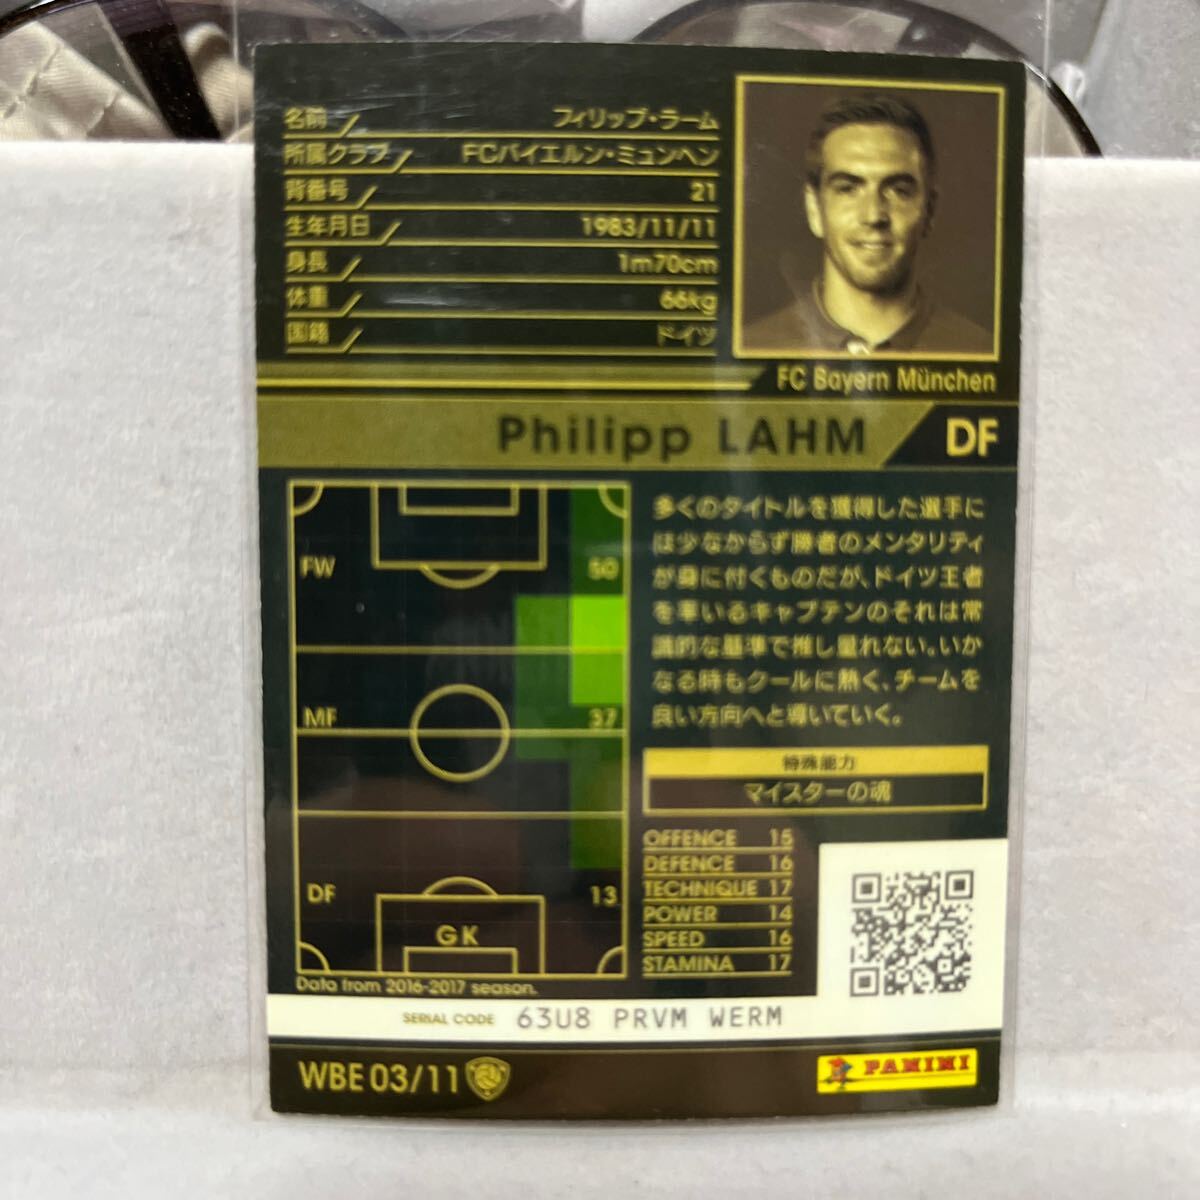 名前 フィリップ・ラーム
所属クラブ FCバイエルン・ミュンヘン
背番号 21
生年月日 1983/11/11
身長 1m70cm
体重 66kg
国籍 ドイツ
FC Bayern München
Philipp LAHM DF
FW 50
MF 37
DF 13
GK
Data from 2016-2017 season.
多くのタイトルを獲得した選手に
は少なからず勝者のメンタリティ
が身に付くものだが、ドイツ王者
を率いるキャプテンのそれは常
識的な基準で推し量れない。いか
なる時もクールに熱く、チームを
良い方向へと導いていく。
特殊能力
マイスターの魂
OFFENCE 15
DEFENCE 16
TECHNIQUE 17
POWER 14
SPEED 16
STAMINA 17
SERIAL CODE 63U8 PRVM WERM
WBE 03/11
PANINI